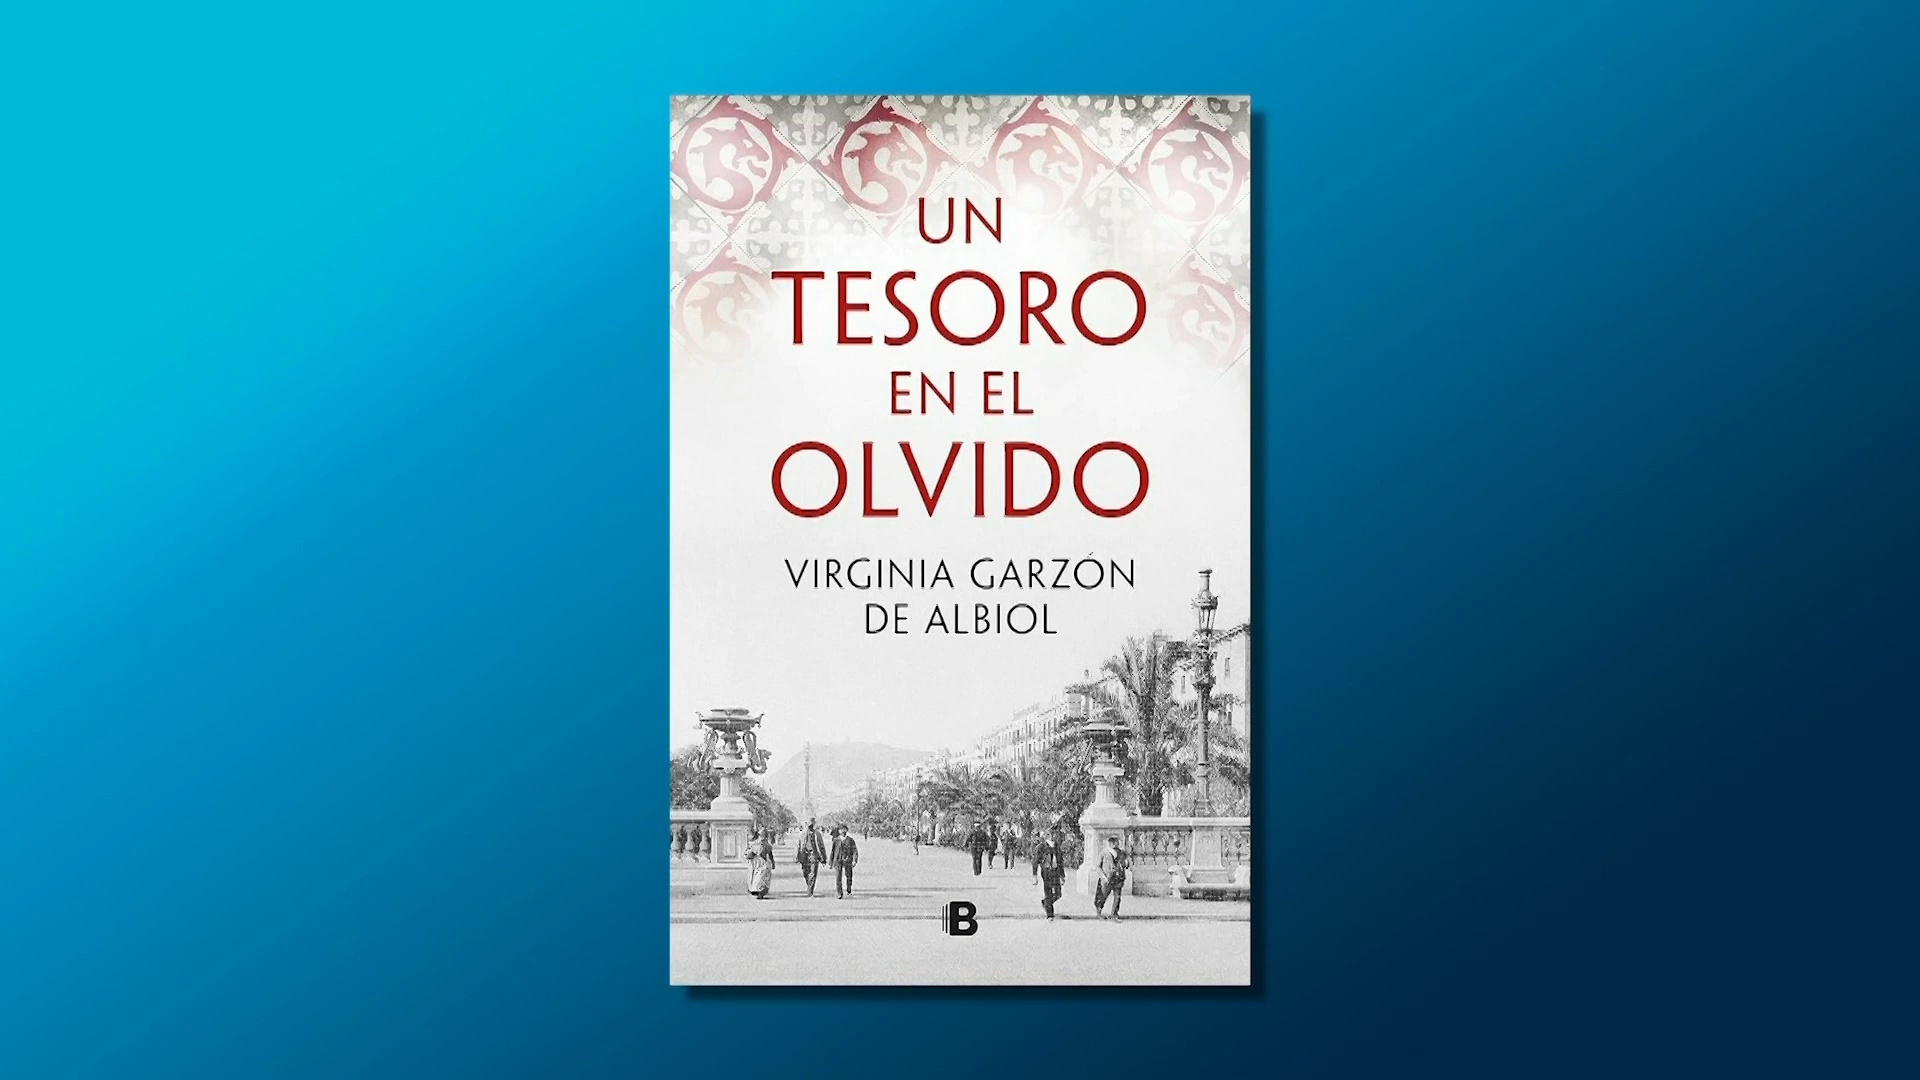 UN
TESORO
EN EL
OLVIDO
VIRGINIA GARZÓN
DE ALBIOL
B